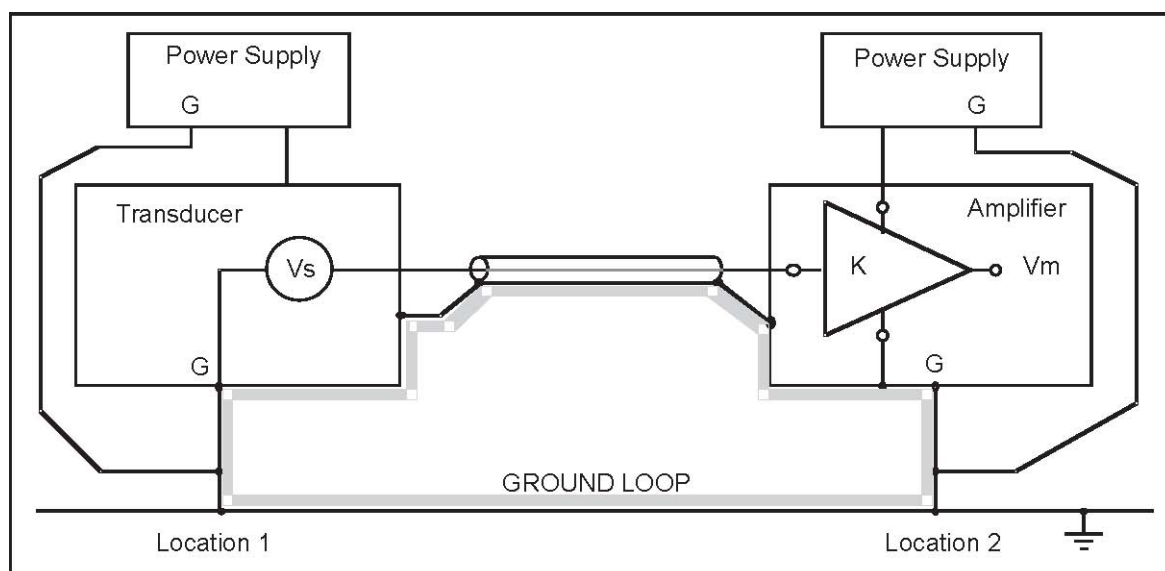 Power Supply
G
Power Supply
G
Transducer
Vs
G
Amplifier
K
Vm
G
GROUND LOOP
Location 1
Location 2